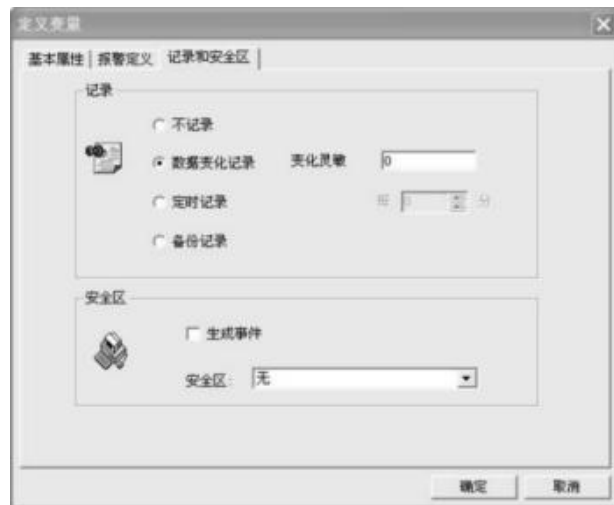 定义变量
基本属性 报警定义 记录和安全区
记录
不记录
数据变化记录 变化灵敏 0
定时记录 每 0 分
备份记录
安全区
生成事件
安全区: 无
确定 取消